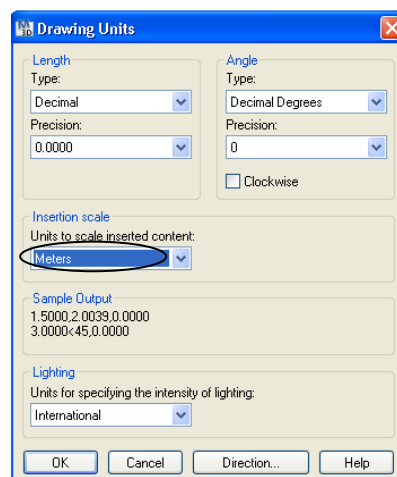 Drawing Units
Length
Type:
Decimal
Precision:
0.0000
Angle
Type:
Decimal Degrees
Precision:
0
Clockwise
Insertion scale
Units to scale inserted content:
Meters
Sample Output
1.5000,2.0039,0.0000
3.0000<45,0.0000
Lighting
Units for specifying the intensity of lighting:
International
OK Cancel Direction... Help